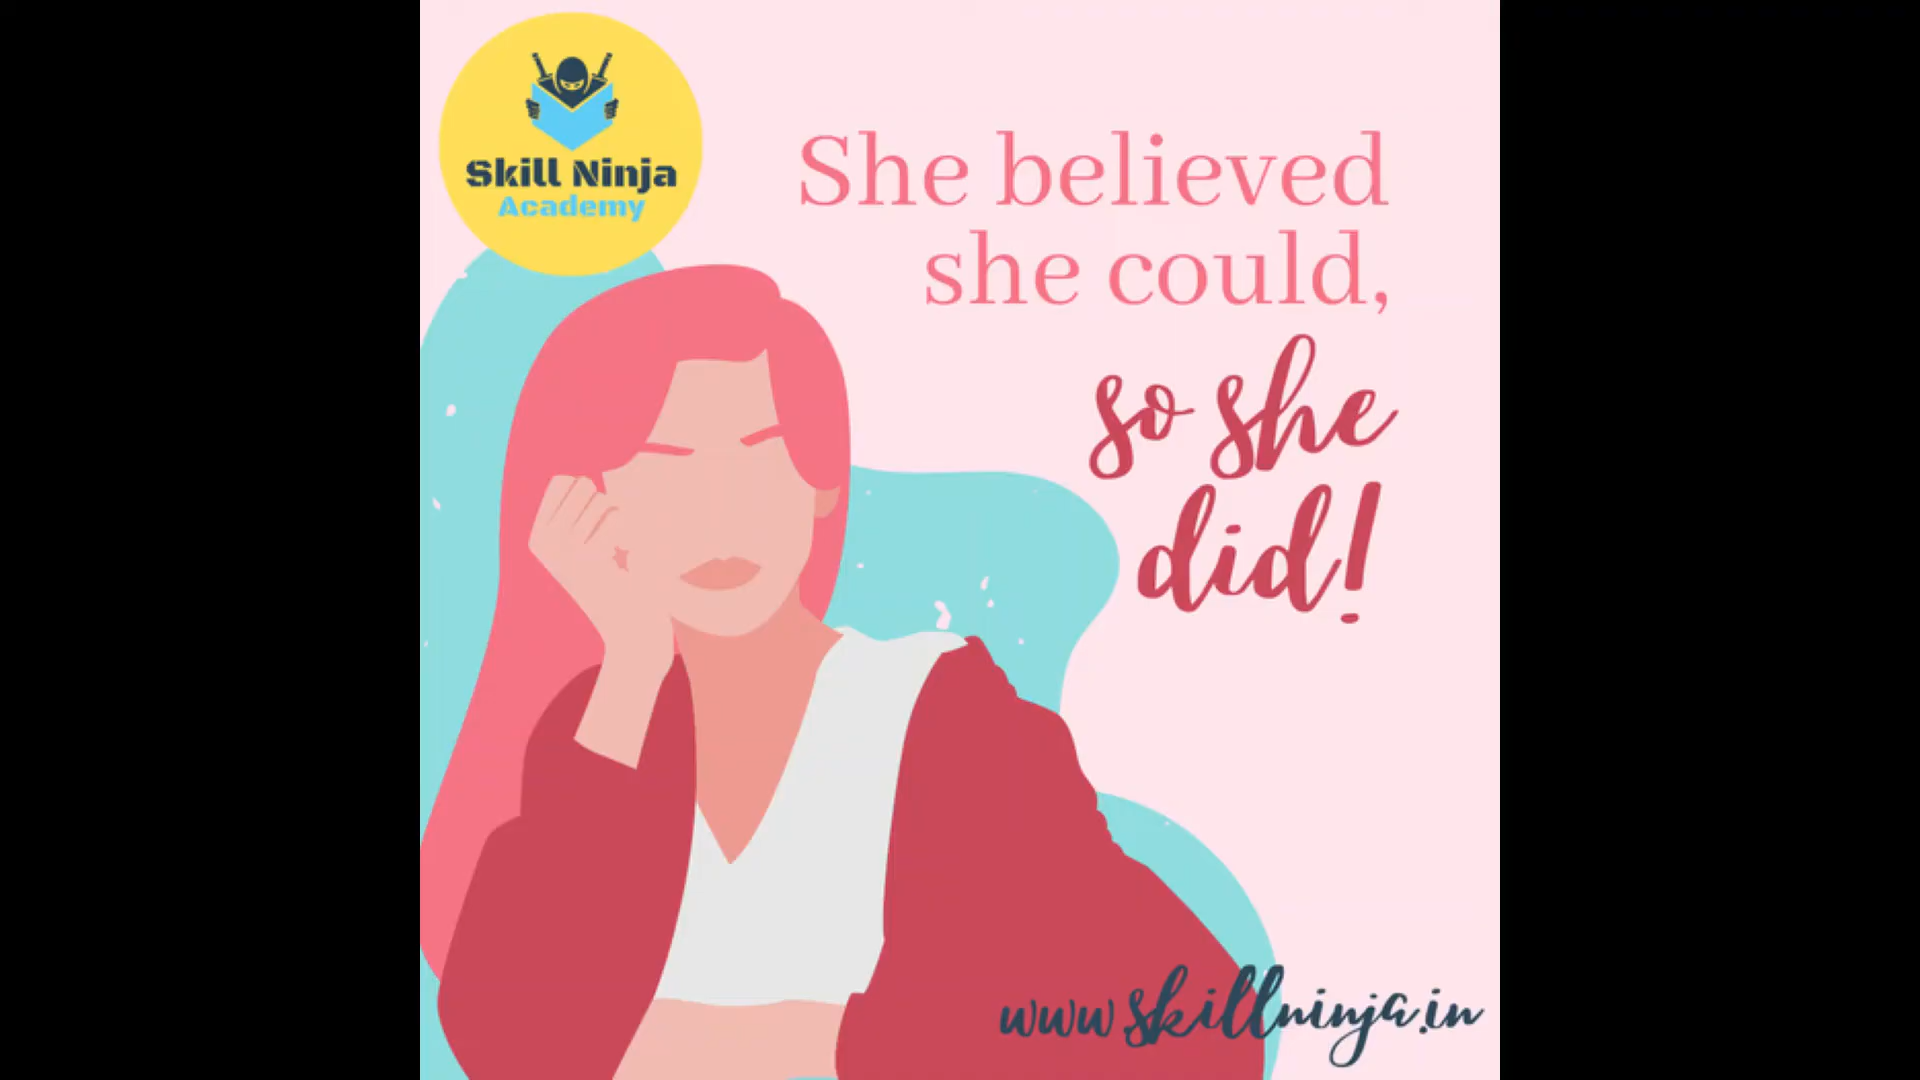 Skill Ninja
Academy
She believed
she could,
so she
did!
www.skillninja.in